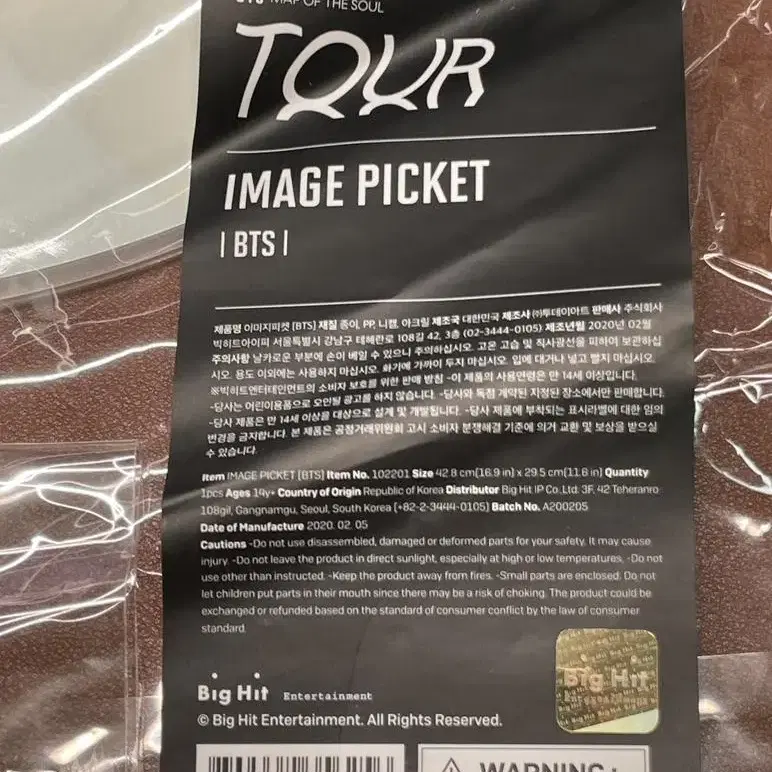 MAP OF THE SOUL
TOUR
IMAGE PICKET
| BTS |
제품명 이미지피켓 [BTS] 재질 종이, PP, 니켈, 아크릴 제조국 대한민국 제조사 ㈜투데이아트 판매사 주식회사
빅히트아이피 서울특별시 강남구 테헤란로 108길 42, 3층 (02-3444-0105) 제조년월 2020년 02월
주의사항 날카로운 부분에 손이 베일 수 있으니 주의하십시오. 고온 고습 및 직사광선을 피하여 보관하십
시오. 용도 이외에는 사용하지 마십시오. 화기에 가까이 두지 마십시오. 입에 대거나 넣고 빨지 마십시오.
※빅히트엔터테인먼트의 소비자 보호를 위한 판매 방침 -이 제품의 사용연령은 만 14세 이상입니다.
-당사는 어린이용품으로 오인될 광고를 하지 않습니다. -당사와 독점 계약된 지정된 장소에서만 판매합니다.
-당사 제품은 만 14세 이상을 대상으로 설계 및 개발됩니다. -당사 제품에 부착되는 표시라벨에 대한 임의
변경을 금지합니다. 본 제품은 공정거래위원회 고시 소비자 분쟁해결 기준에 의거 교환 및 보상을 받으실
수 있습니다.
Item IMAGE PICKET [BTS] Item No. 102201 Size 42.8 cm[16.9 in] x 29.5 cm[11.6 in] Quantity
1pcs Ages 14y+ Country of Origin Republic of Korea Distributor Big Hit IP Co.,Ltd. 3F, 42 Teheranro
108gil, Gangnamgu, Seoul, South Korea [+82-2-3444-0105] Batch No. A200205
Date of Manufacture 2020. 02. 05
Cautions -Do not use disassembled, damaged or deformed parts for your safety. It may cause
injury. -Do not leave the product in direct sunlight, especially at high or low temperatures. -Do not
use other than instructed. -Keep the product away from fires. -Small parts are enclosed. Do not
let children put parts in their mouth since there may be a risk of choking. The product could be
exchanged or refunded based on the standard of consumer conflict by the law of consumer
standard.
Big Hit Entertainment
Big Hit
© Big Hit Entertainment. All Rights Reserved.
WARNING :